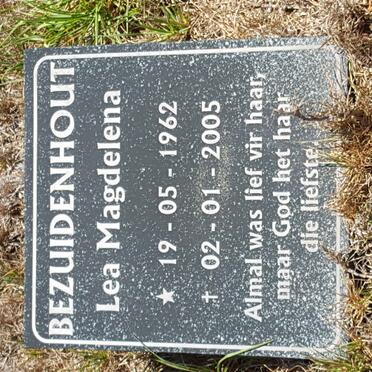 BEZUIDENHOUT
Lea Magdelena
★ 19 - 05 - 1962
† 02 - 01 - 2005
Almal was lief vir haar,
maar God het haar
die liefste.